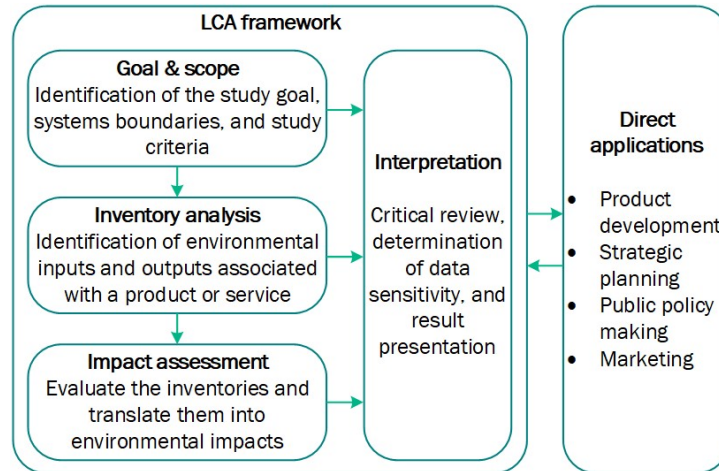 LCA framework
Goal & scope
Identification of the study goal,
systems boundaries, and study
criteria
Inventory analysis
Identification of environmental
inputs and outputs associated
with a product or service
Impact assessment
Evaluate the inventories and
translate them into
environmental impacts
Interpretation
Critical review,
determination
of data
sensitivity, and
result
presentation
Direct
applications
• Product
development
• Strategic
planning
• Public policy
making
• Marketing